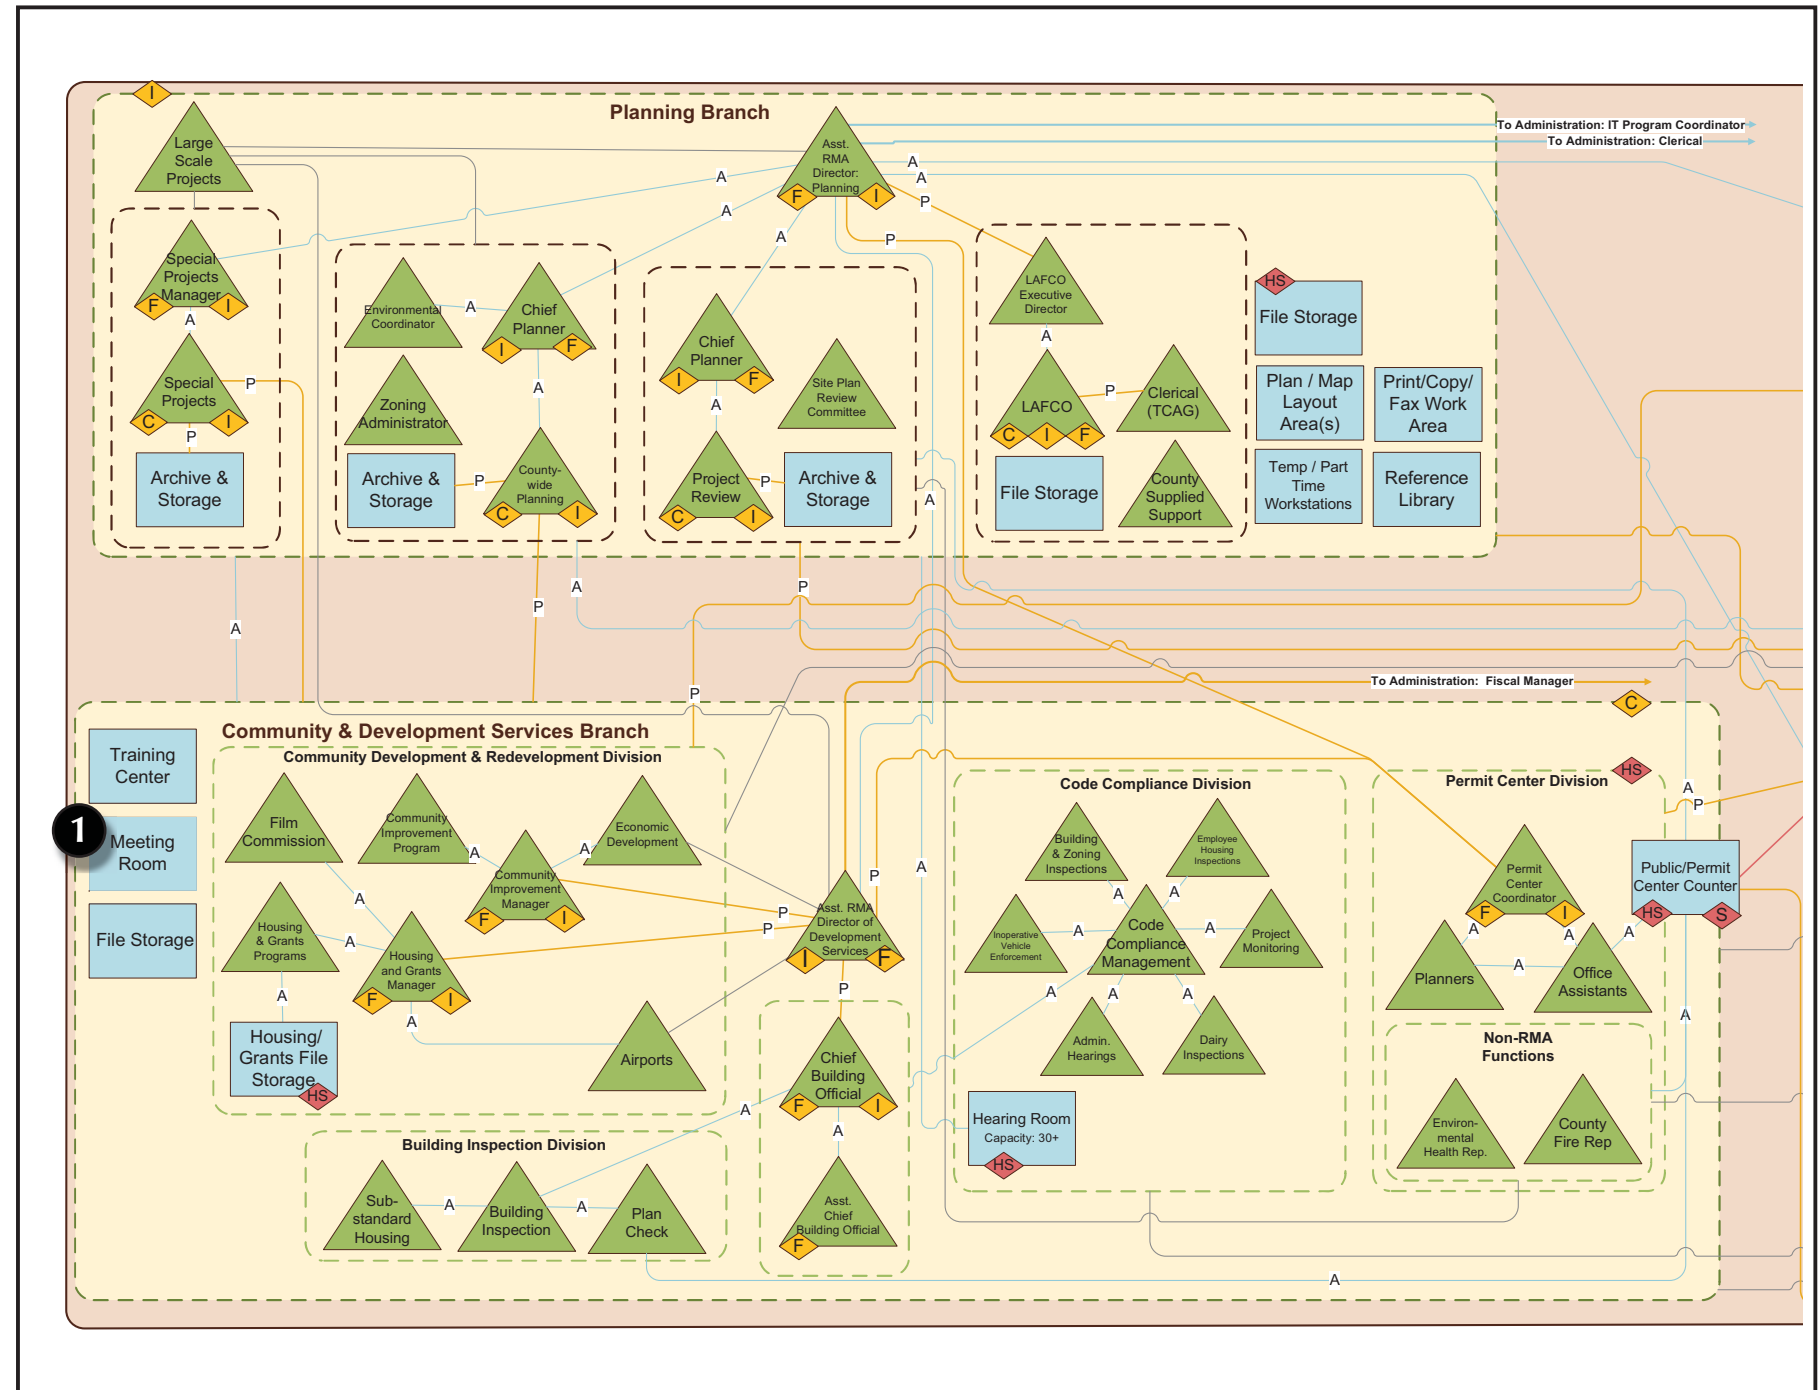 I
Planning Branch
Large
Scale
Projects
Asst.
RMA
Director:
Planning
F
I
To Administration: IT Program Coordinator
To Administration: Clerical
A
A
A
A
A
P
P
Special
Projects
Manager
F
I
A
Special
Projects
C
I
P
P
Archive &
Storage
Environmental
Coordinator
A
Chief
Planner
I
F
A
Zoning
Administrator
Archive &
Storage
P
County-
wide
Planning
C
I
Chief
Planner
I
F
A
Site Plan
Review
Committee
Project
Review
C
I
P
Archive &
Storage
A
LAFCO
Executive
Director
A
LAFCO
C
I
F
P
Clerical
(TCAG)
File Storage
County
Supplied
Support
HS
File Storage
Plan / Map
Layout
Area(s)
Print/Copy/
Fax Work
Area
Temp / Part
Time
Workstations
Reference
Library
A
P
A
P
P
To Administration: Fiscal Manager
C
Community & Development Services Branch
Training
Center
1
Meeting
Room
File Storage
Community Development & Redevelopment Division
Film
Commission
Community
Improvement
Program
A
Community
Improvement
Manager
F
I
A
Economic
Development
A
Housing
& Grants
Programs
A
Housing
and Grants
Manager
F
I
A
A
Housing/
Grants File
Storage
HS
Airports
P
P
P
Asst. RMA
Director of
Development
Services
I
F
P
Chief
Building
Official
F
I
A
A
Asst.
Chief
Building Official
F
Building Inspection Division
Sub-
standard
Housing
A
Building
Inspection
A
Plan
Check
A
A
Code Compliance Division
Building
& Zoning
Inspections
Employee
Housing
Inspections
A
A
Inoperative
Vehicle
Enforcement
A
Code
Compliance
Management
A
Project
Monitoring
A
A
A
Admin.
Hearings
Dairy
Inspections
Hearing Room
Capacity: 30+
HS
Permit Center Division
HS
A
P
Permit
Center
Coordinator
F
I
A
A
Planners
A
Office
Assistants
A
Public/Permit
Center Counter
HS
S
A
Non-RMA
Functions
Environ-
mental
Health Rep.
County
Fire Rep